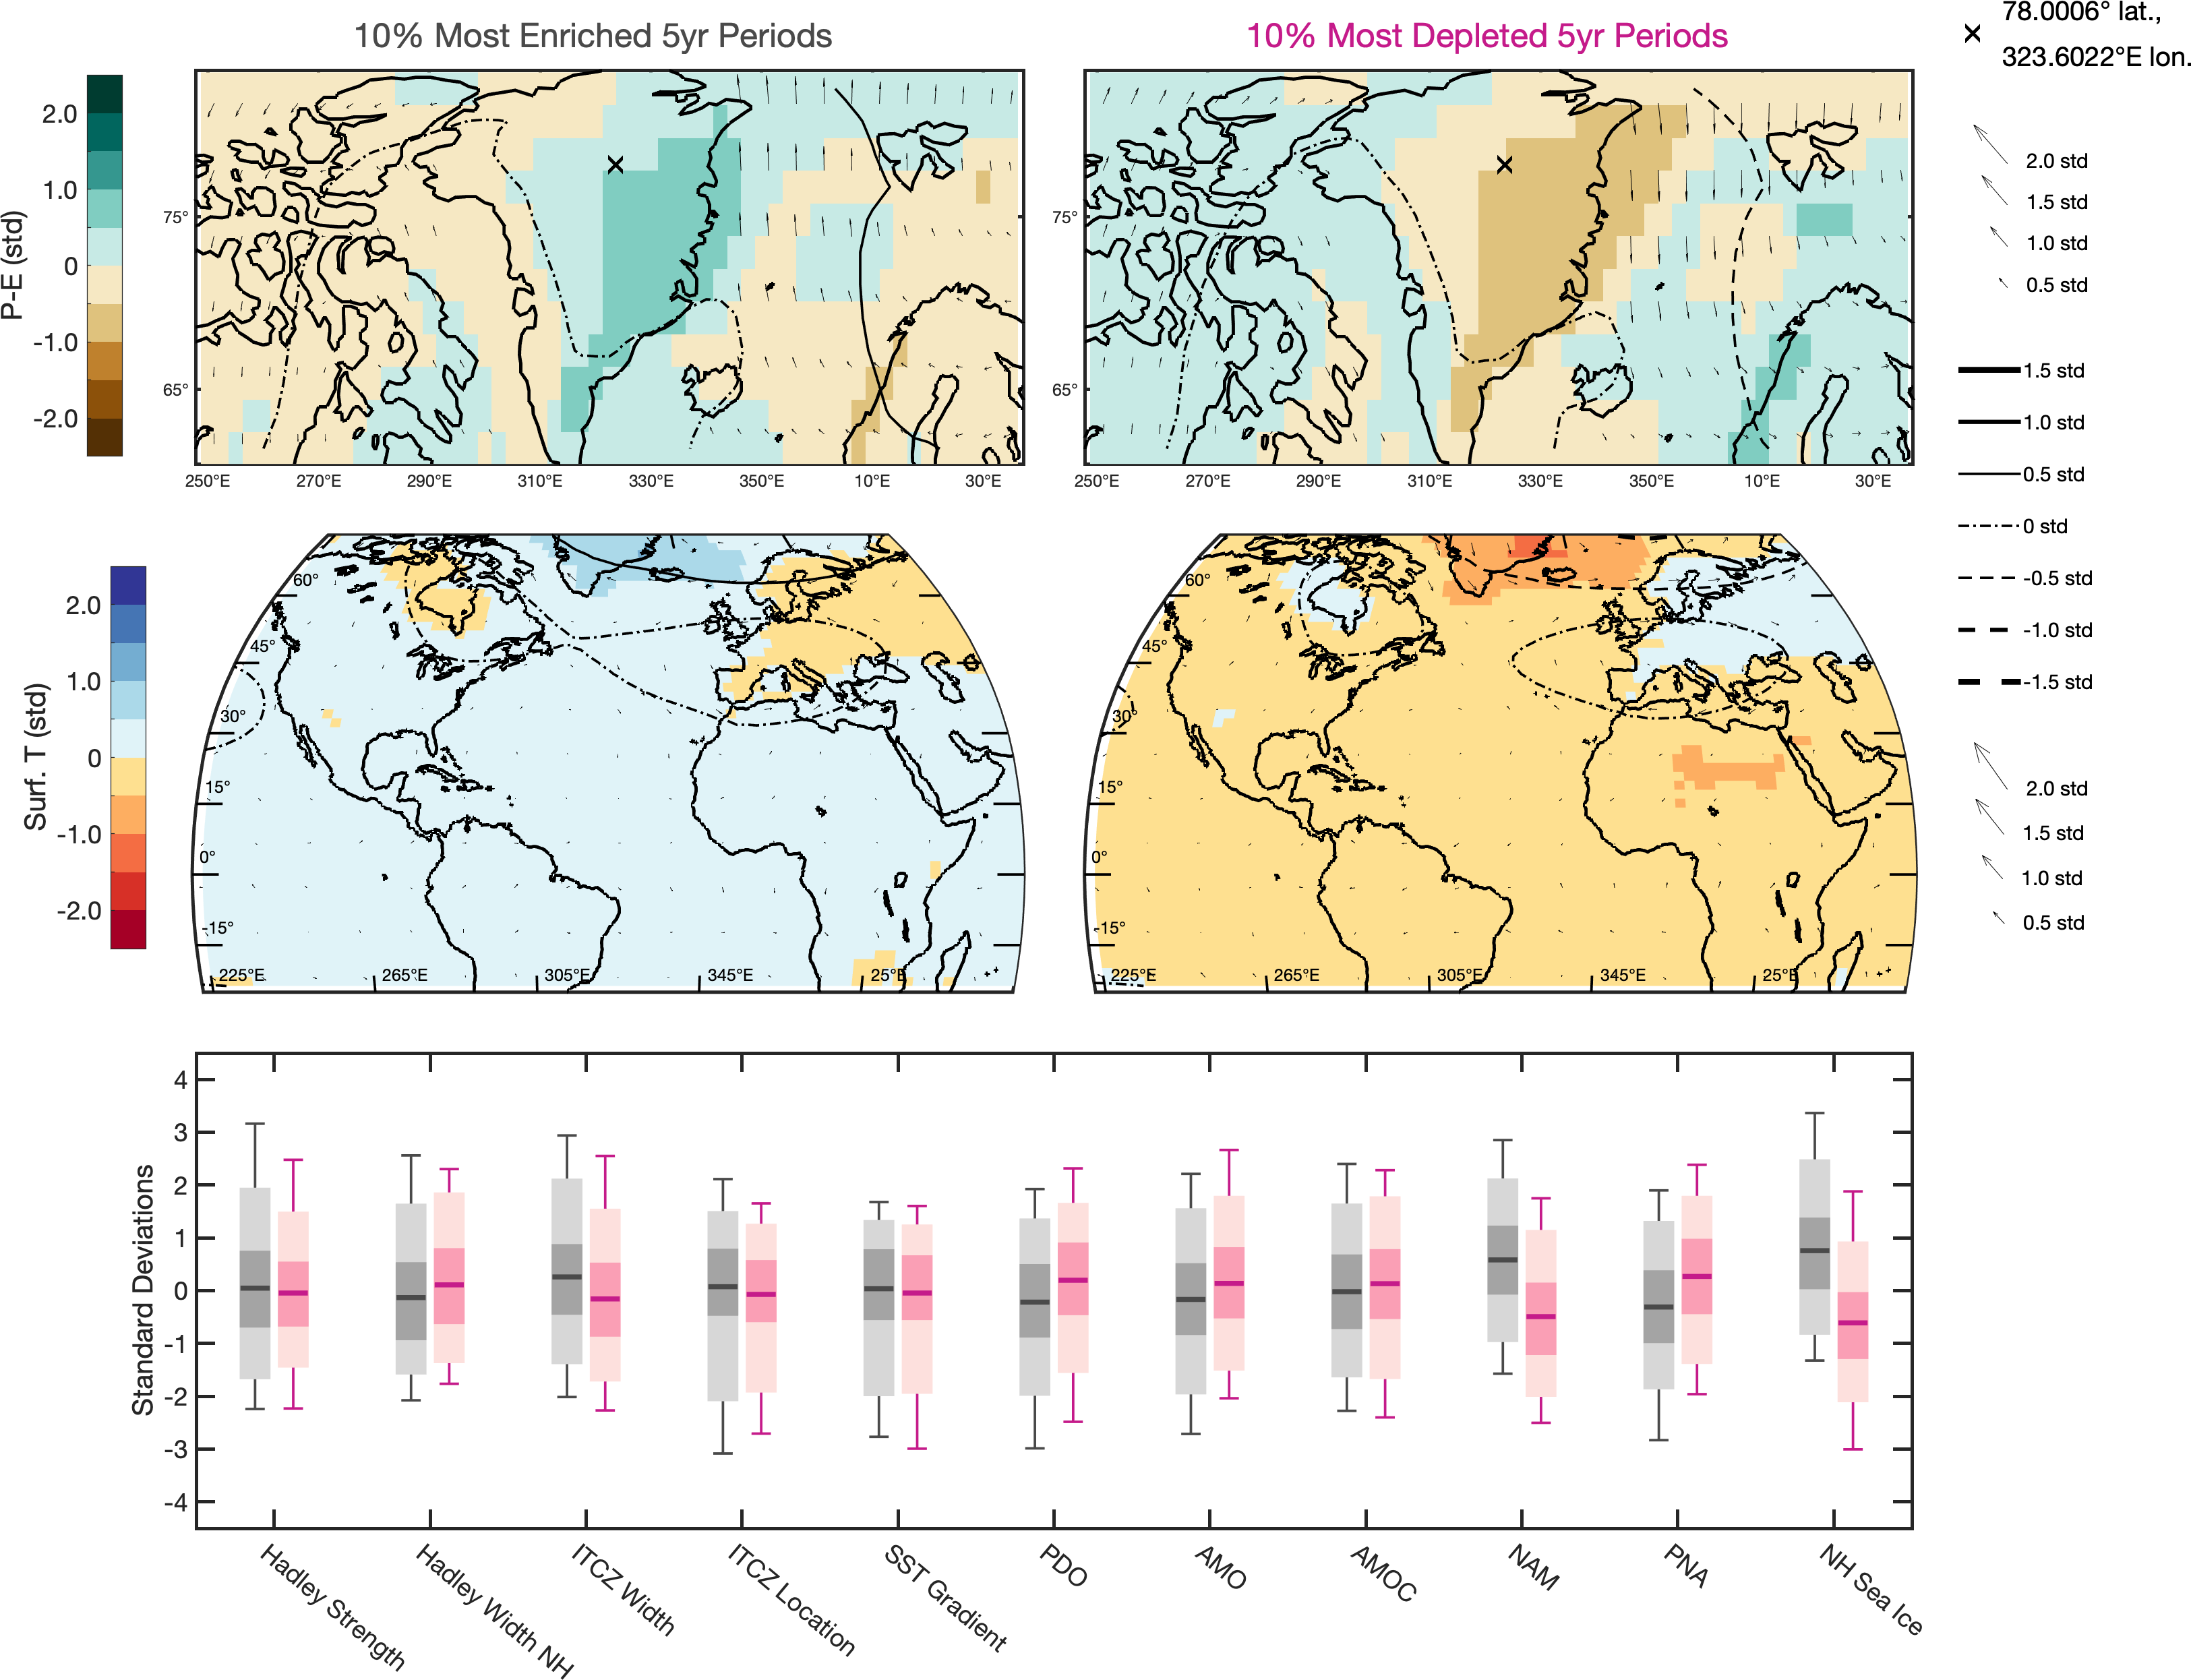 10% Most Enriched 5yr Periods
10% Most Depleted 5yr Periods
78.0006° lat.,
323.6022°E lon.
P-E (std)
2.0
1.0
0
-1.0
-2.0
75°
65°
250°E 270°E 290°E 310°E 330°E 350°E 10°E 30°E
75°
65°
250°E 270°E 290°E 310°E 330°E 350°E 10°E 30°E
2.0 std
1.5 std
1.0 std
0.5 std
1.5 std
1.0 std
0.5 std
0 std
-0.5 std
-1.0 std
-1.5 std
Surf. T (std)
2.0
1.0
0
-1.0
-2.0
60°
45°
30°
15°
0°
-15°
225°E 265°E 305°E 345°E 25°E
60°
45°
30°
15°
0°
-15°
225°E 265°E 305°E 345°E 25°E
2.0 std
1.5 std
1.0 std
0.5 std
Standard Deviations
4
3
2
1
0
-1
-2
-3
-4
Hadley Strength
Hadley Width NH
ITCZ Width
ITCZ Location
SST Gradient
PDO
AMO
AMOC
NAM
PNA
NH Sea Ice